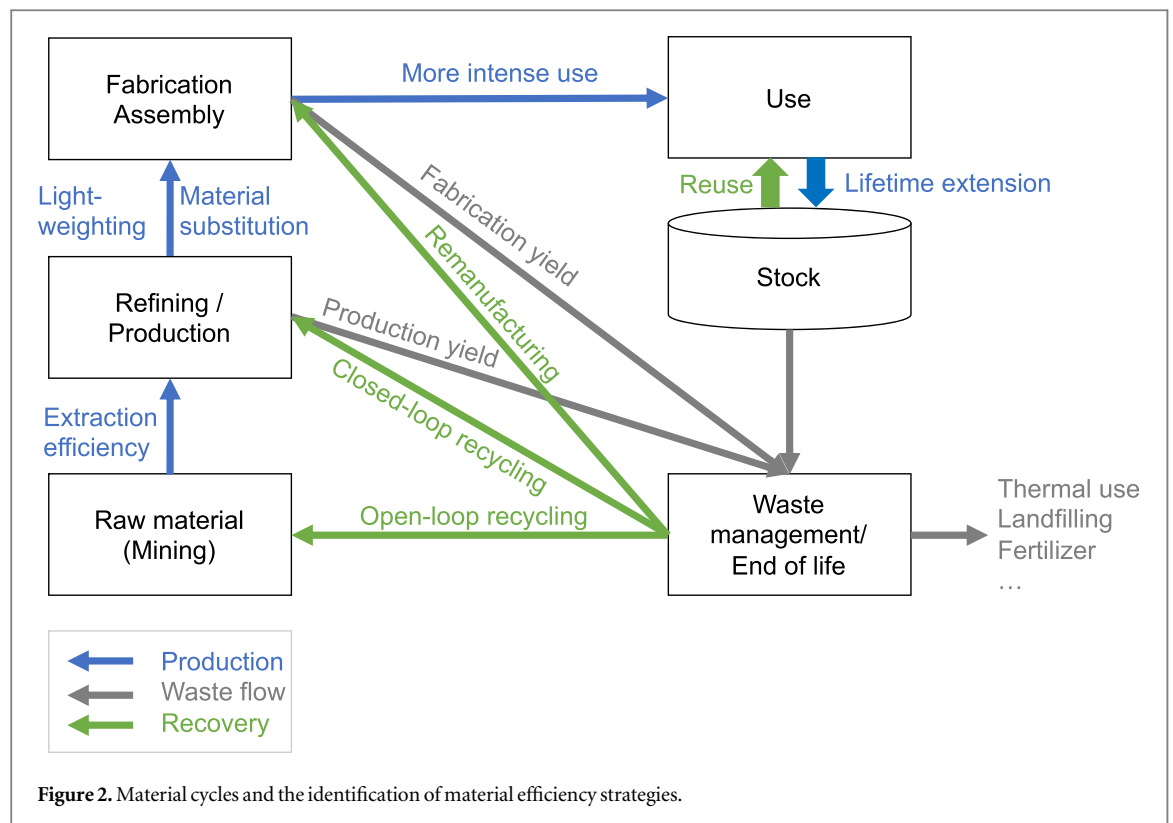 Fabrication
Assembly
More intense use
Use
Light-
weighting
Material
substitution
Fabrication yield
Remanufacturing
Reuse
Lifetime extension
Stock
Refining /
Production
Production yield
Closed-loop recycling
Extraction
efficiency
Raw material
(Mining)
Open-loop recycling
Waste
management/
End of life
Thermal use
Landfilling
Fertilizer
…
Production
Waste flow
Recovery
Figure 2. Material cycles and the identification of material efficiency strategies.